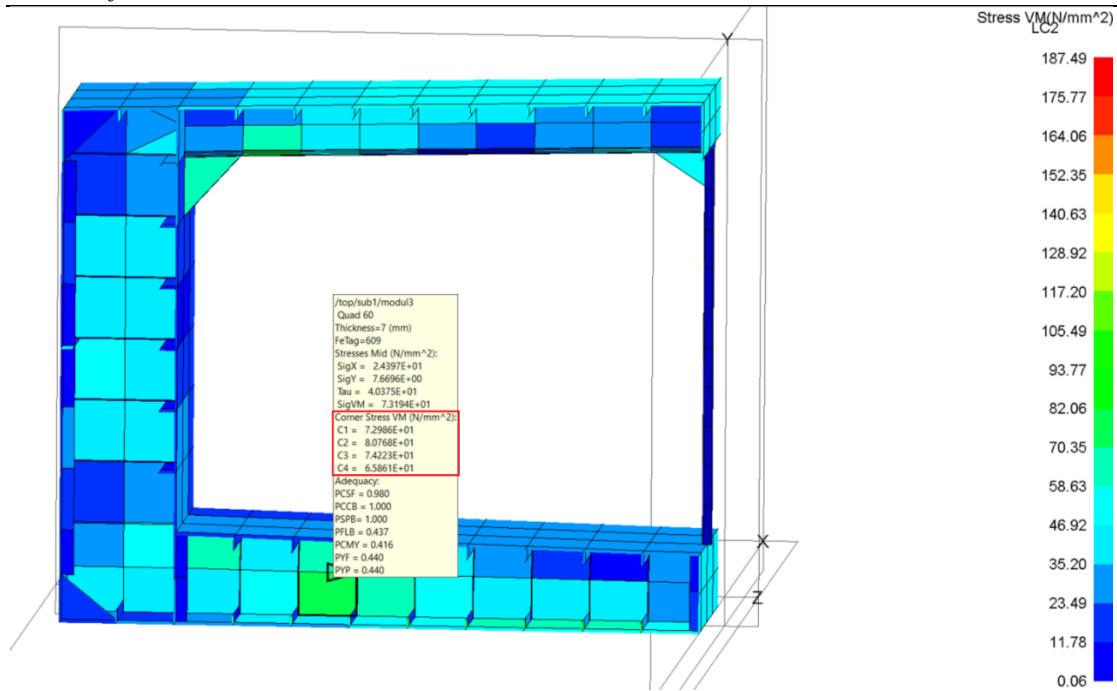 Stress VM(N/mm^2)
LC2
187.49
175.77
164.06
152.35
140.63
128.92
117.20
105.49
93.77
82.06
70.35
58.63
46.92
35.20
23.49
11.78
0.06
Y
X
Z
/top/sub1/modul3
Quad 60
Thickness=7 (mm)
FeTag=609
Stresses Mid (N/mm^2):
SigX = 2.4397E+01
SigY = 7.6696E+00
Tau = 4.0375E+01
SigVM = 7.3194E+01
Corner Stress VM (N/mm^2):
C1 = 7.2986E+01
C2 = 8.0768E+01
C3 = 7.4223E+01
C4 = 6.5861E+01
Adequacy:
PCSF = 0.980
PCCB = 1.000
PSPB= 1.000
PFLB = 0.437
PCMY = 0.416
PYF = 0.440
PYP = 0.440